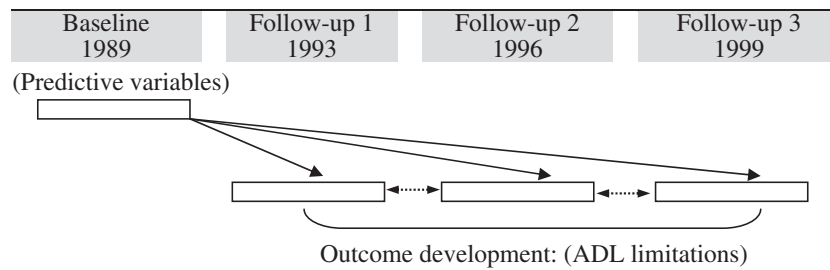 Baseline
1989
Follow-up 1
1993
Follow-up 2
1996
Follow-up 3
1999
(Predictive variables)
Outcome development: (ADL limitations)